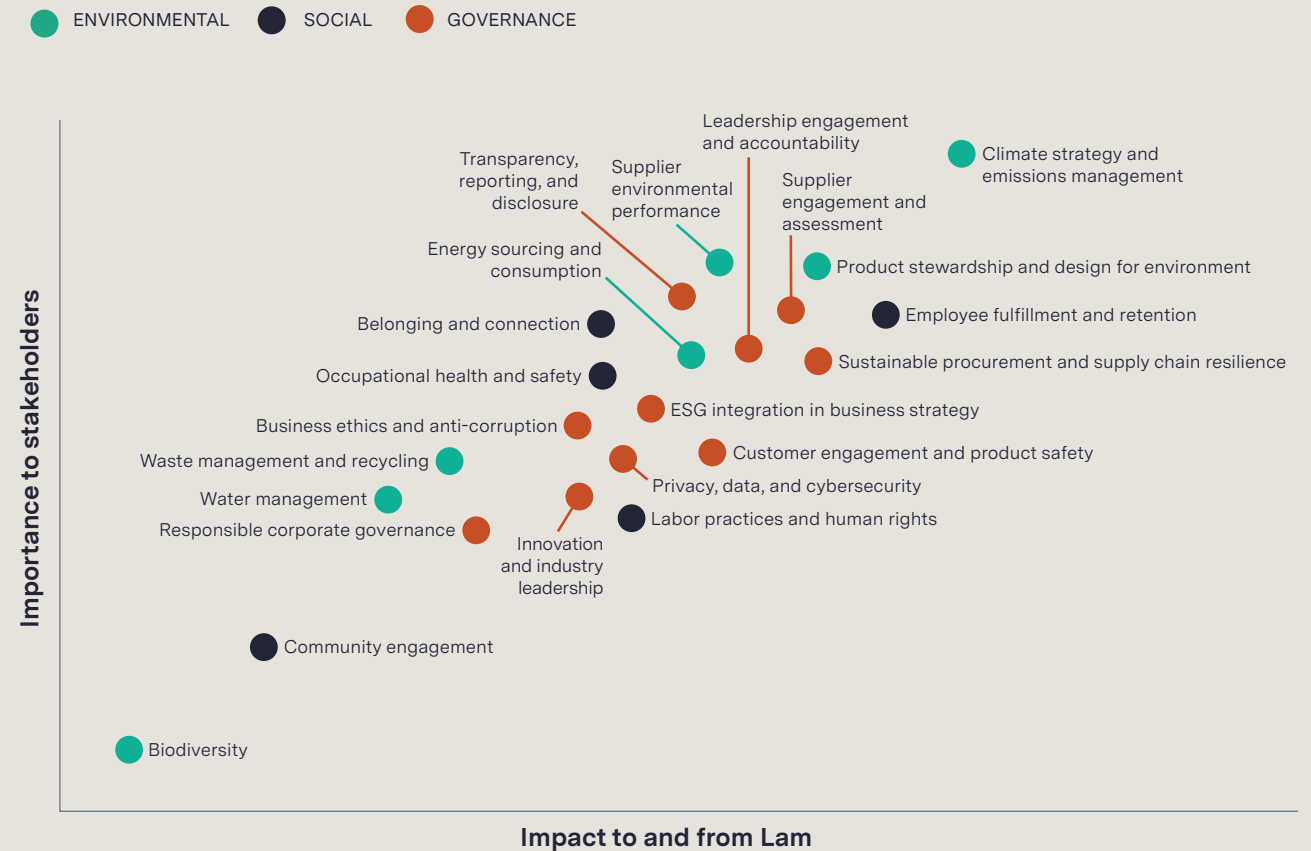 ENVIRONMENTAL SOCIAL GOVERNANCE
Leadership engagement
and accountability
Climate strategy and
emissions management
Transparency,
reporting, and
disclosure
Supplier
environmental
performance
Supplier
engagement and
assessment
Energy sourcing and
consumption
Product stewardship and design for environment
Belonging and connection
Employee fulfillment and retention
Occupational health and safety
Sustainable procurement and supply chain resilience
ESG integration in business strategy
Business ethics and anti-corruption
Customer engagement and product safety
Waste management and recycling
Privacy, data, and cybersecurity
Water management
Labor practices and human rights
Responsible corporate governance
Innovation
and industry
leadership
Community engagement
Biodiversity
Importance to stakeholders
Impact to and from Lam